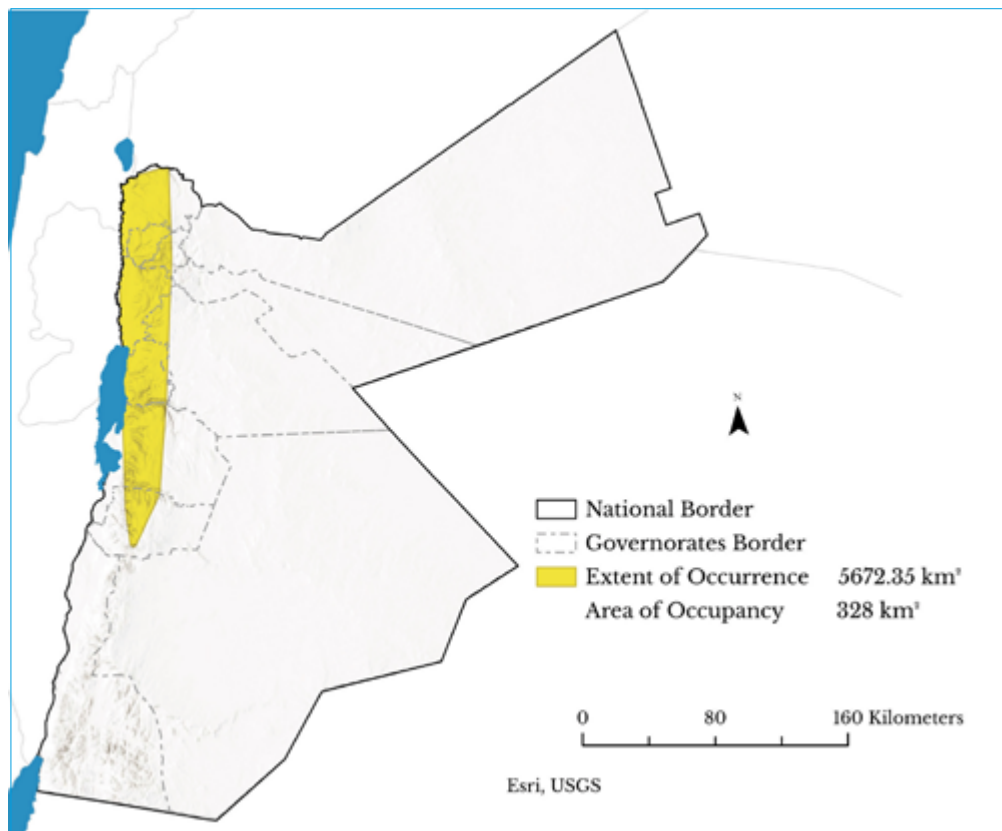 N
National Border
Governorates Border
Extent of Occurrence 5672.35 km²
Area of Occupancy 328 km²
0 80 160 Kilometers
Esri, USGS